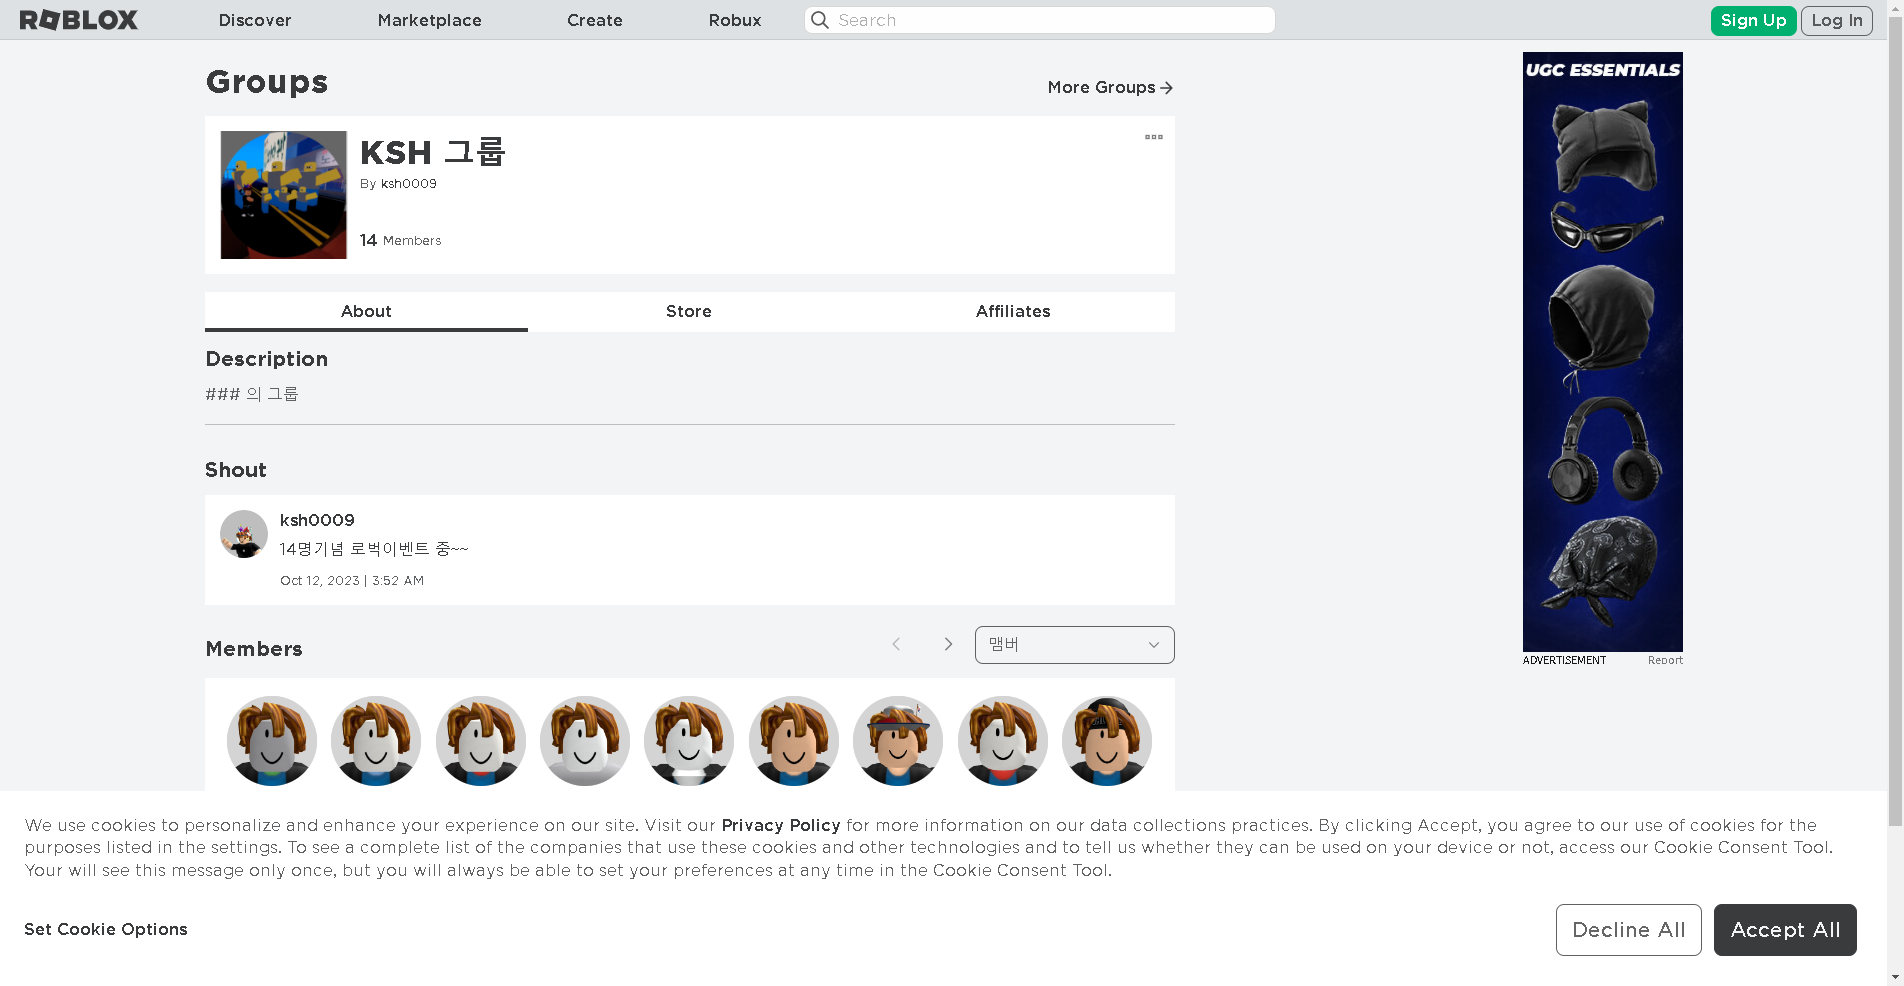 ROBLOX
Discover
Marketplace
Create
Robux
Search
Sign Up
Log In
Groups
More Groups
KSH 그룹
By ksh0009
14 Members
About
Store
Affiliates
Description
### 의 그룹
Shout
ksh0009
14명기념 로벅이벤트 중~~
Oct 12, 2023 | 3:52 AM
Members
맴버
UGC ESSENTIALS
ADVERTISEMENT
Report
We use cookies to personalize and enhance your experience on our site. Visit our Privacy Policy for more information on our data collections practices. By clicking Accept, you agree to our use of cookies for the
purposes listed in the settings. To see a complete list of the companies that use these cookies and other technologies and to tell us whether they can be used on your device or not, access our Cookie Consent Tool.
Your will see this message only once, but you will always be able to set your preferences at any time in the Cookie Consent Tool.
Set Cookie Options
Decline All
Accept All